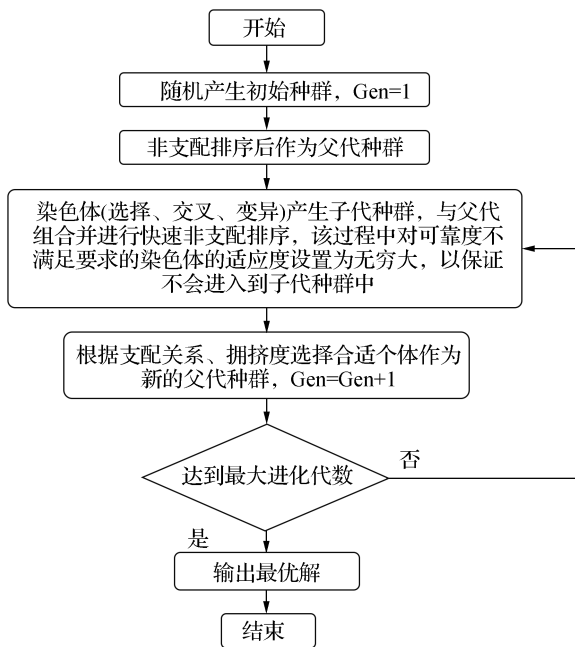 开始
随机产生初始种群，Gen=1
非支配排序后作为父代种群
染色体(选择、交叉、变异)产生子代种群，与父代
组合并进行快速非支配排序，该过程中对可靠度不
满足要求的染色体的适应度设置为无穷大，以保证
不会进入到子代种群中
根据支配关系、拥挤度选择合适个体作为
新的父代种群，Gen=Gen+1
达到最大进化代数
否
是
输出最优解
结束